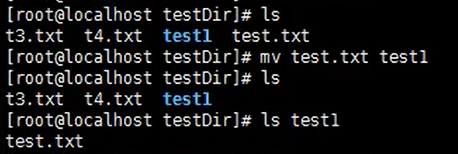 [root@localhost testDir]# ls
t3.txt  t4.txt  test1  test.txt
[root@localhost testDir]# mv test.txt test1
[root@localhost testDir]# ls
t3.txt  t4.txt  test1
[root@localhost testDir]# ls test1
test.txt